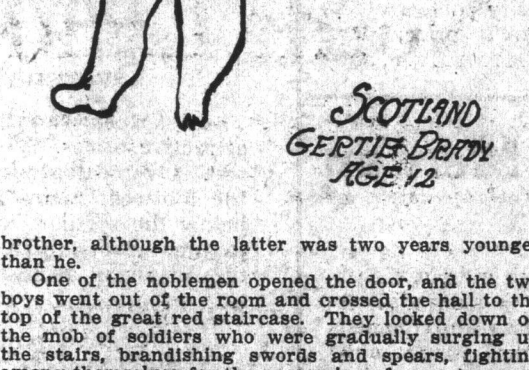 SCOTLAND
GERTIE BRADY
AGE 12
brother, although the latter was two years younge
than he.
One of the noblemen opened the door, and the tw
boys went out of the room and crossed the hall to th
top of the great red staircase. They looked down o
the mob of soldiers who were gradually surging u
the stairs, brandishing swords and spears, fightin